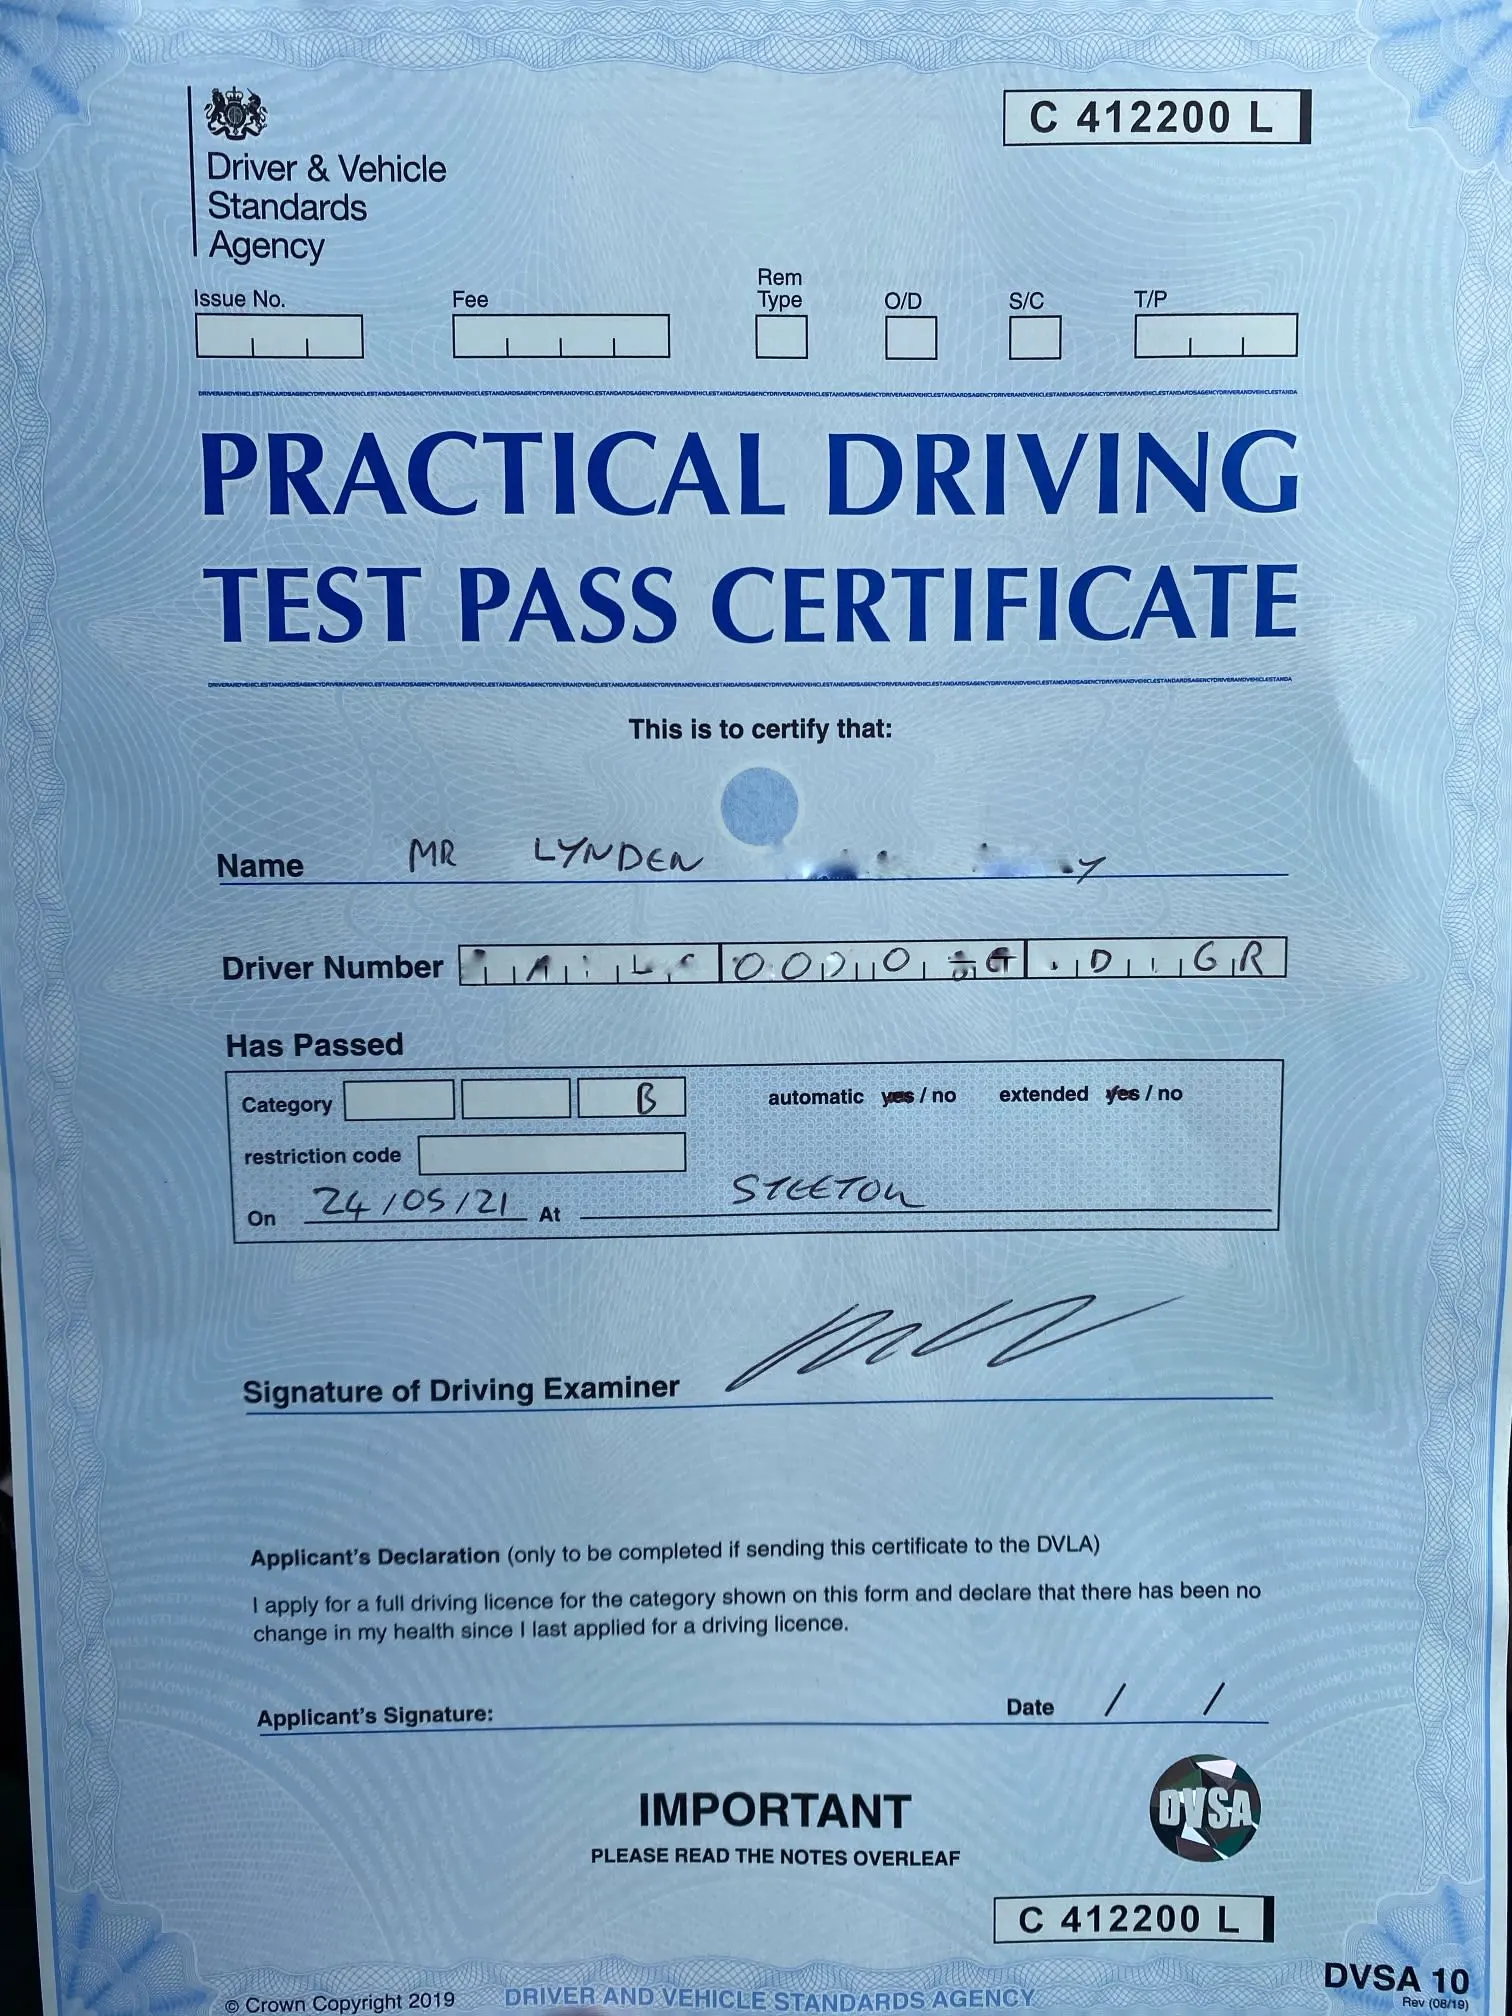 C 412200 L
Driver & Vehicle
Standards
Agency
Issue No. Fee Rem Type O/D S/C T/P
PRACTICAL DRIVING
TEST PASS CERTIFICATE
This is to certify that:
Name MR LYNDEN
Driver Number
Has Passed
Category B automatic yes / no extended yes / no
restriction code
On 24/05/21 At STEETON
Signature of Driving Examiner
Applicant's Declaration (only to be completed if sending this certificate to the DVLA)
I apply for a full driving licence for the category shown on this form and declare that there has been no
change in my health since I last applied for a driving licence.
Applicant's Signature: Date / /
IMPORTANT
DVSA
PLEASE READ THE NOTES OVERLEAF
C 412200 L
DVSA 10
© Crown Copyright 2019 DRIVER AND VEHICLE STANDARDS AGENCY Rev (08/19)